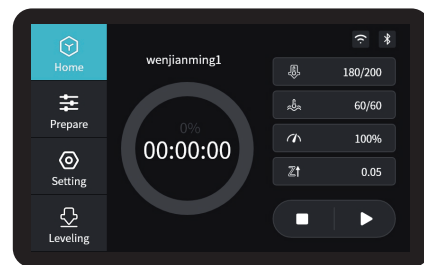 Home
Prepare
Setting
Leveling
wenjianming1
0%
00:00:00
180/200
60/60
100%
Z
0.05